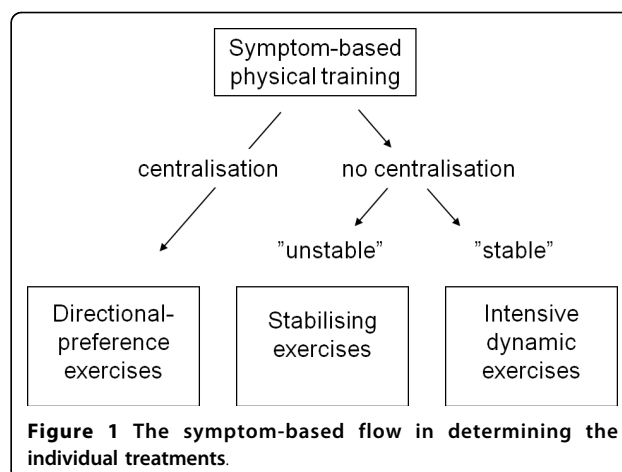 Symptom-based
physical training
centralisation no centralisation
”unstable” ”stable”
Directional-
preference
exercises
Stabilising
exercises
Intensive
dynamic
exercises
Figure 1 The symptom-based flow in determining the
individual treatments.